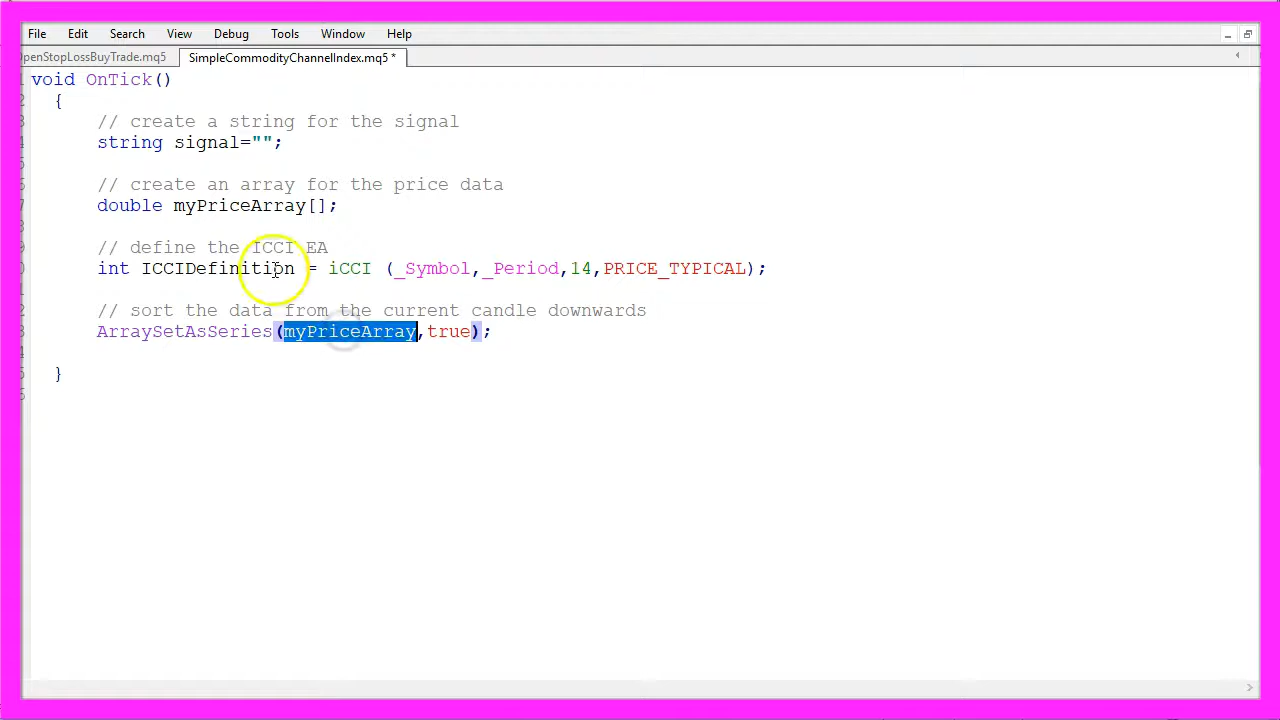 File Edit Search View Debug Tools Window Help
penStopLossBuyTrade.mq5 SimpleCommodityChannelIndex.mq5 *
void OnTick()
{
// create a string for the signal
string signal="";
// create an array for the price data
double myPriceArray[];
// define the ICCI EA
int ICCIDefinition = iCCI (_Symbol,_Period,14,PRICE_TYPICAL);
// sort the data from the current candle downwards
ArraySetAsSeries(myPriceArray,true);
}